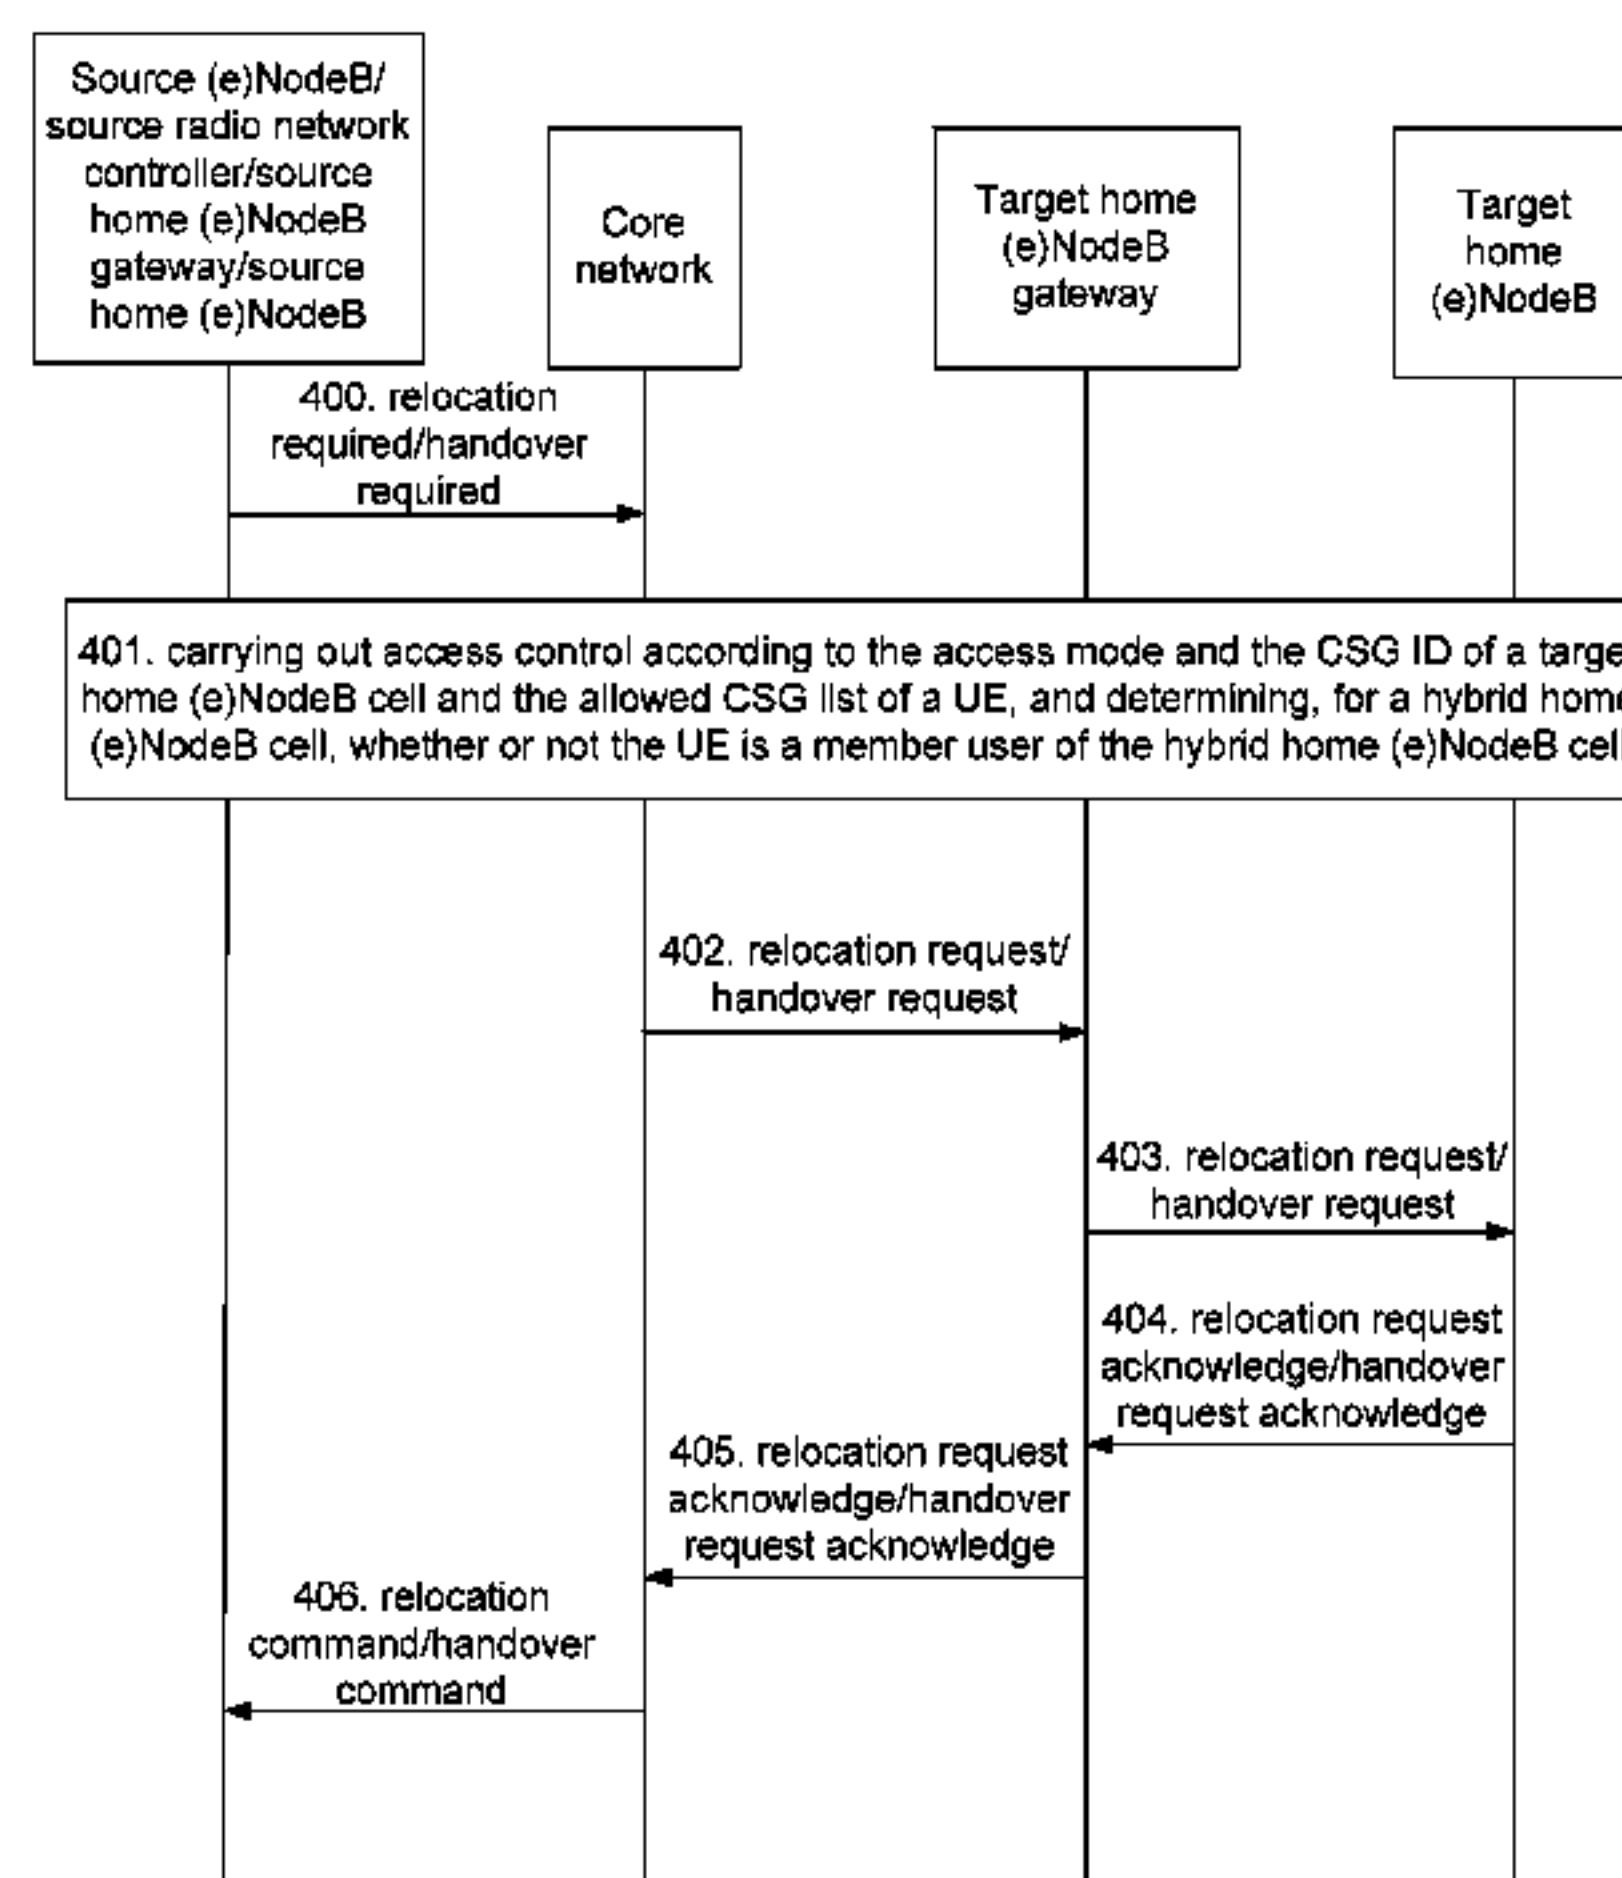 Source (e)NodeB/
source radio network
controller/source
home (e)NodeB
gateway/source
home (e)NodeB
Core
network
Target home
(e)NodeB
gateway
Target
home
(e)NodeB
400. relocation
required/handover
required
401. carrying out access control according to the access mode and the CSG ID of a targe
home (e)NodeB cell and the allowed CSG list of a UE, and determining, for a hybrid home
(e)NodeB cell, whether or not the UE is a member user of the hybrid home (e)NodeB cell
402. relocation request/
handover request
403. relocation request/
handover request
404. relocation request
acknowledge/handover
request acknowledge
405. relocation request
acknowledge/handover
request acknowledge
406. relocation
command/handover
command